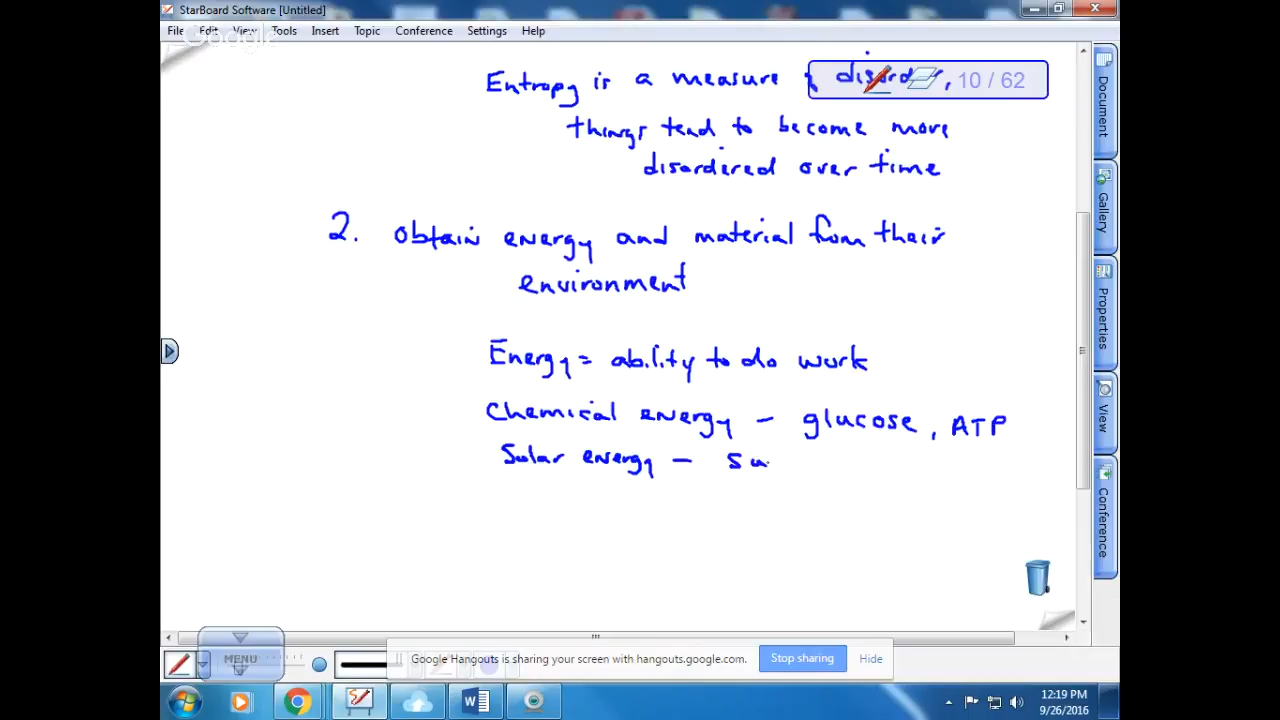 StarBoard Software [Untitled]
File Edit View Tools Insert Topic Conference Settings Help
Google
Entropy is a measure of disorder,
10 / 62
things tend to become more
disordered over time
2. Obtain energy and material from their
environment
Energy = ability to do work
Chemical energy - glucose, ATP
Solar energy - su
Document
Gallery
Properties
View
Conference
MENU
Google Hangouts is sharing your screen with hangouts.google.com.
Stop sharing
Hide
12:19 PM
9/26/2016